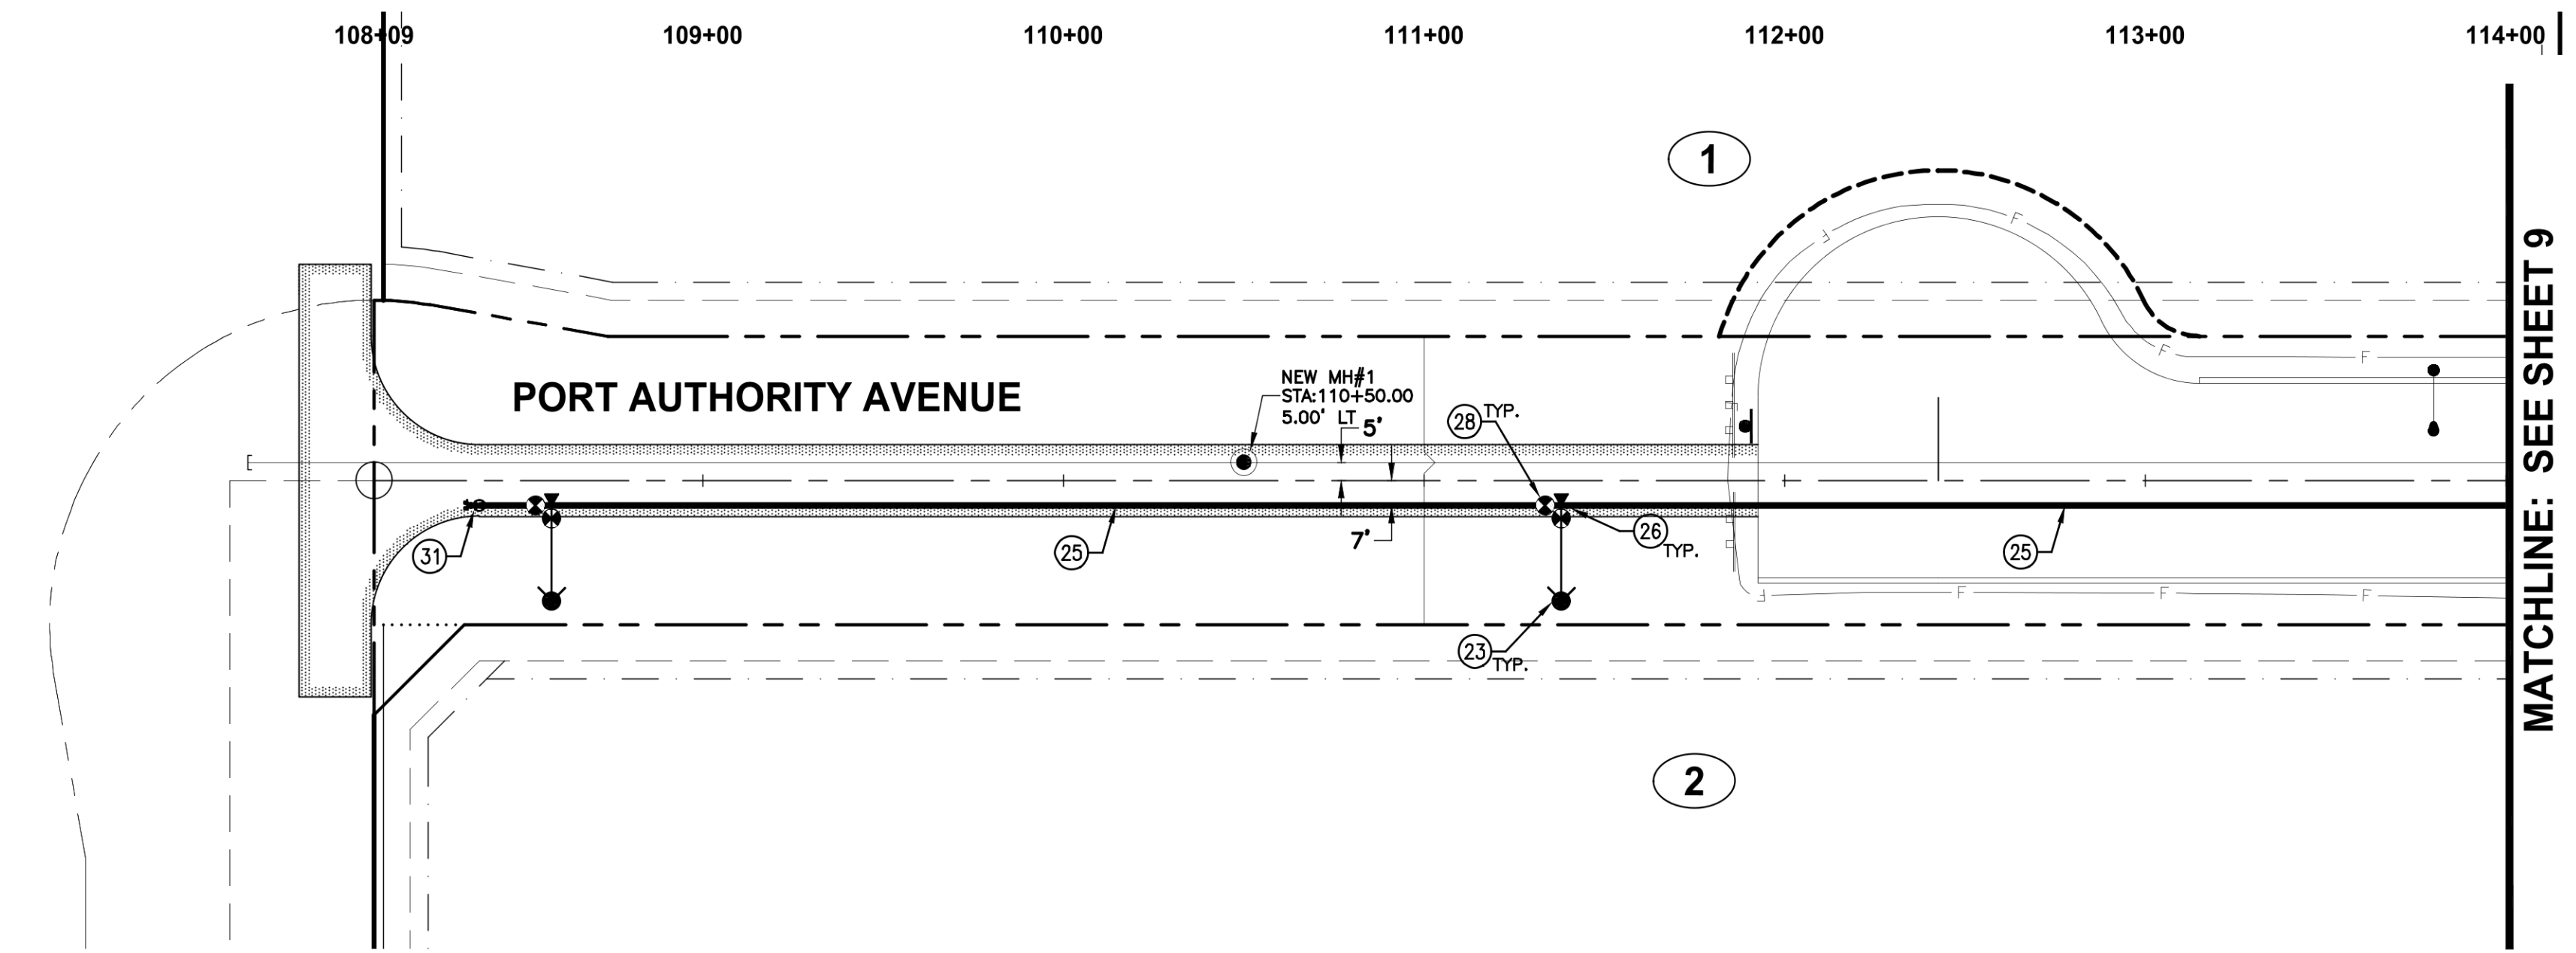 108+09
109+00
110+00
111+00
112+00
113+00
114+00
1
F
F
F
F
PORT AUTHORITY AVENUE
NEW MH#1
STA:110+50.00
5.00' LT
5'
28 TYP.
31
25
7'
26
TYP.
25
F
F
F
F
23
TYP.
2
MATCHLINE: SEE SHEET 9